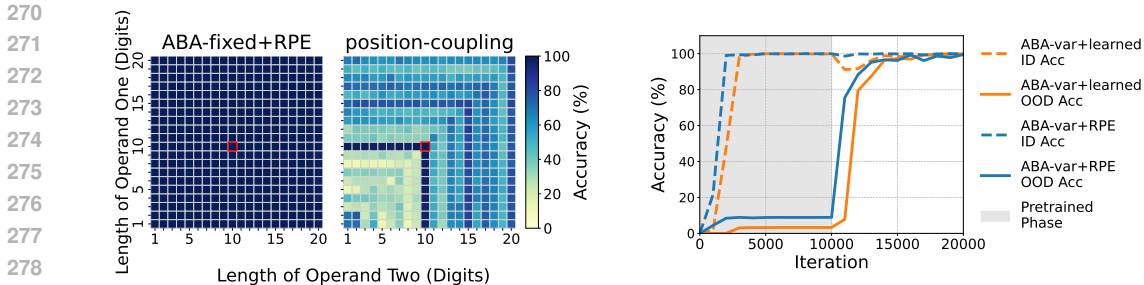 270
271
272
273
274
275
276
277
278
ABA-fixed+RPE
position-coupling
Length of Operand One (Digits)
20
15
10
5
1
1
5
10
15
20
1
5
10
15
20
Length of Operand Two (Digits)
100
80
60
40
20
0
Accuracy (%)
Accuracy (%)
100
80
60
40
20
0
0
5000
10000
15000
20000
Iteration
ABA-var+learned
ID Acc
ABA-var+learned
OOD Acc
ABA-var+RPE
ID Acc
ABA-var+RPE
OOD Acc
Pretrained
Phase